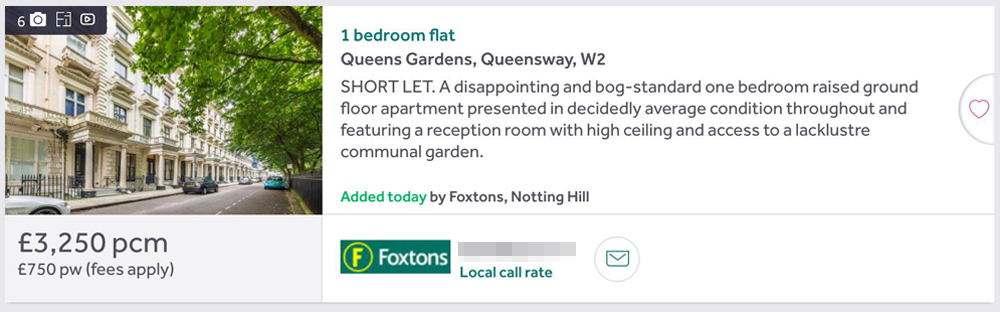 6
1 bedroom flat
Queens Gardens, Queensway, W2
SHORT LET. A disappointing and bog-standard one bedroom raised ground
floor apartment presented in decidedly average condition throughout and
featuring a reception room with high ceiling and access to a lacklustre
communal garden.
Added today by Foxtons, Notting Hill
£3,250 pcm
£750 pw (fees apply)
F Foxtons
Local call rate